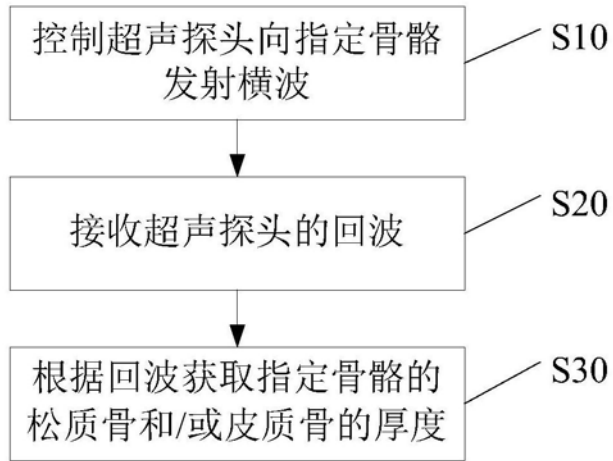 控制超声探头向指定骨骼
发射横波
S10
接收超声探头的回波
S20
根据回波获取指定骨骼的
松质骨和/或皮质骨的厚度
S30